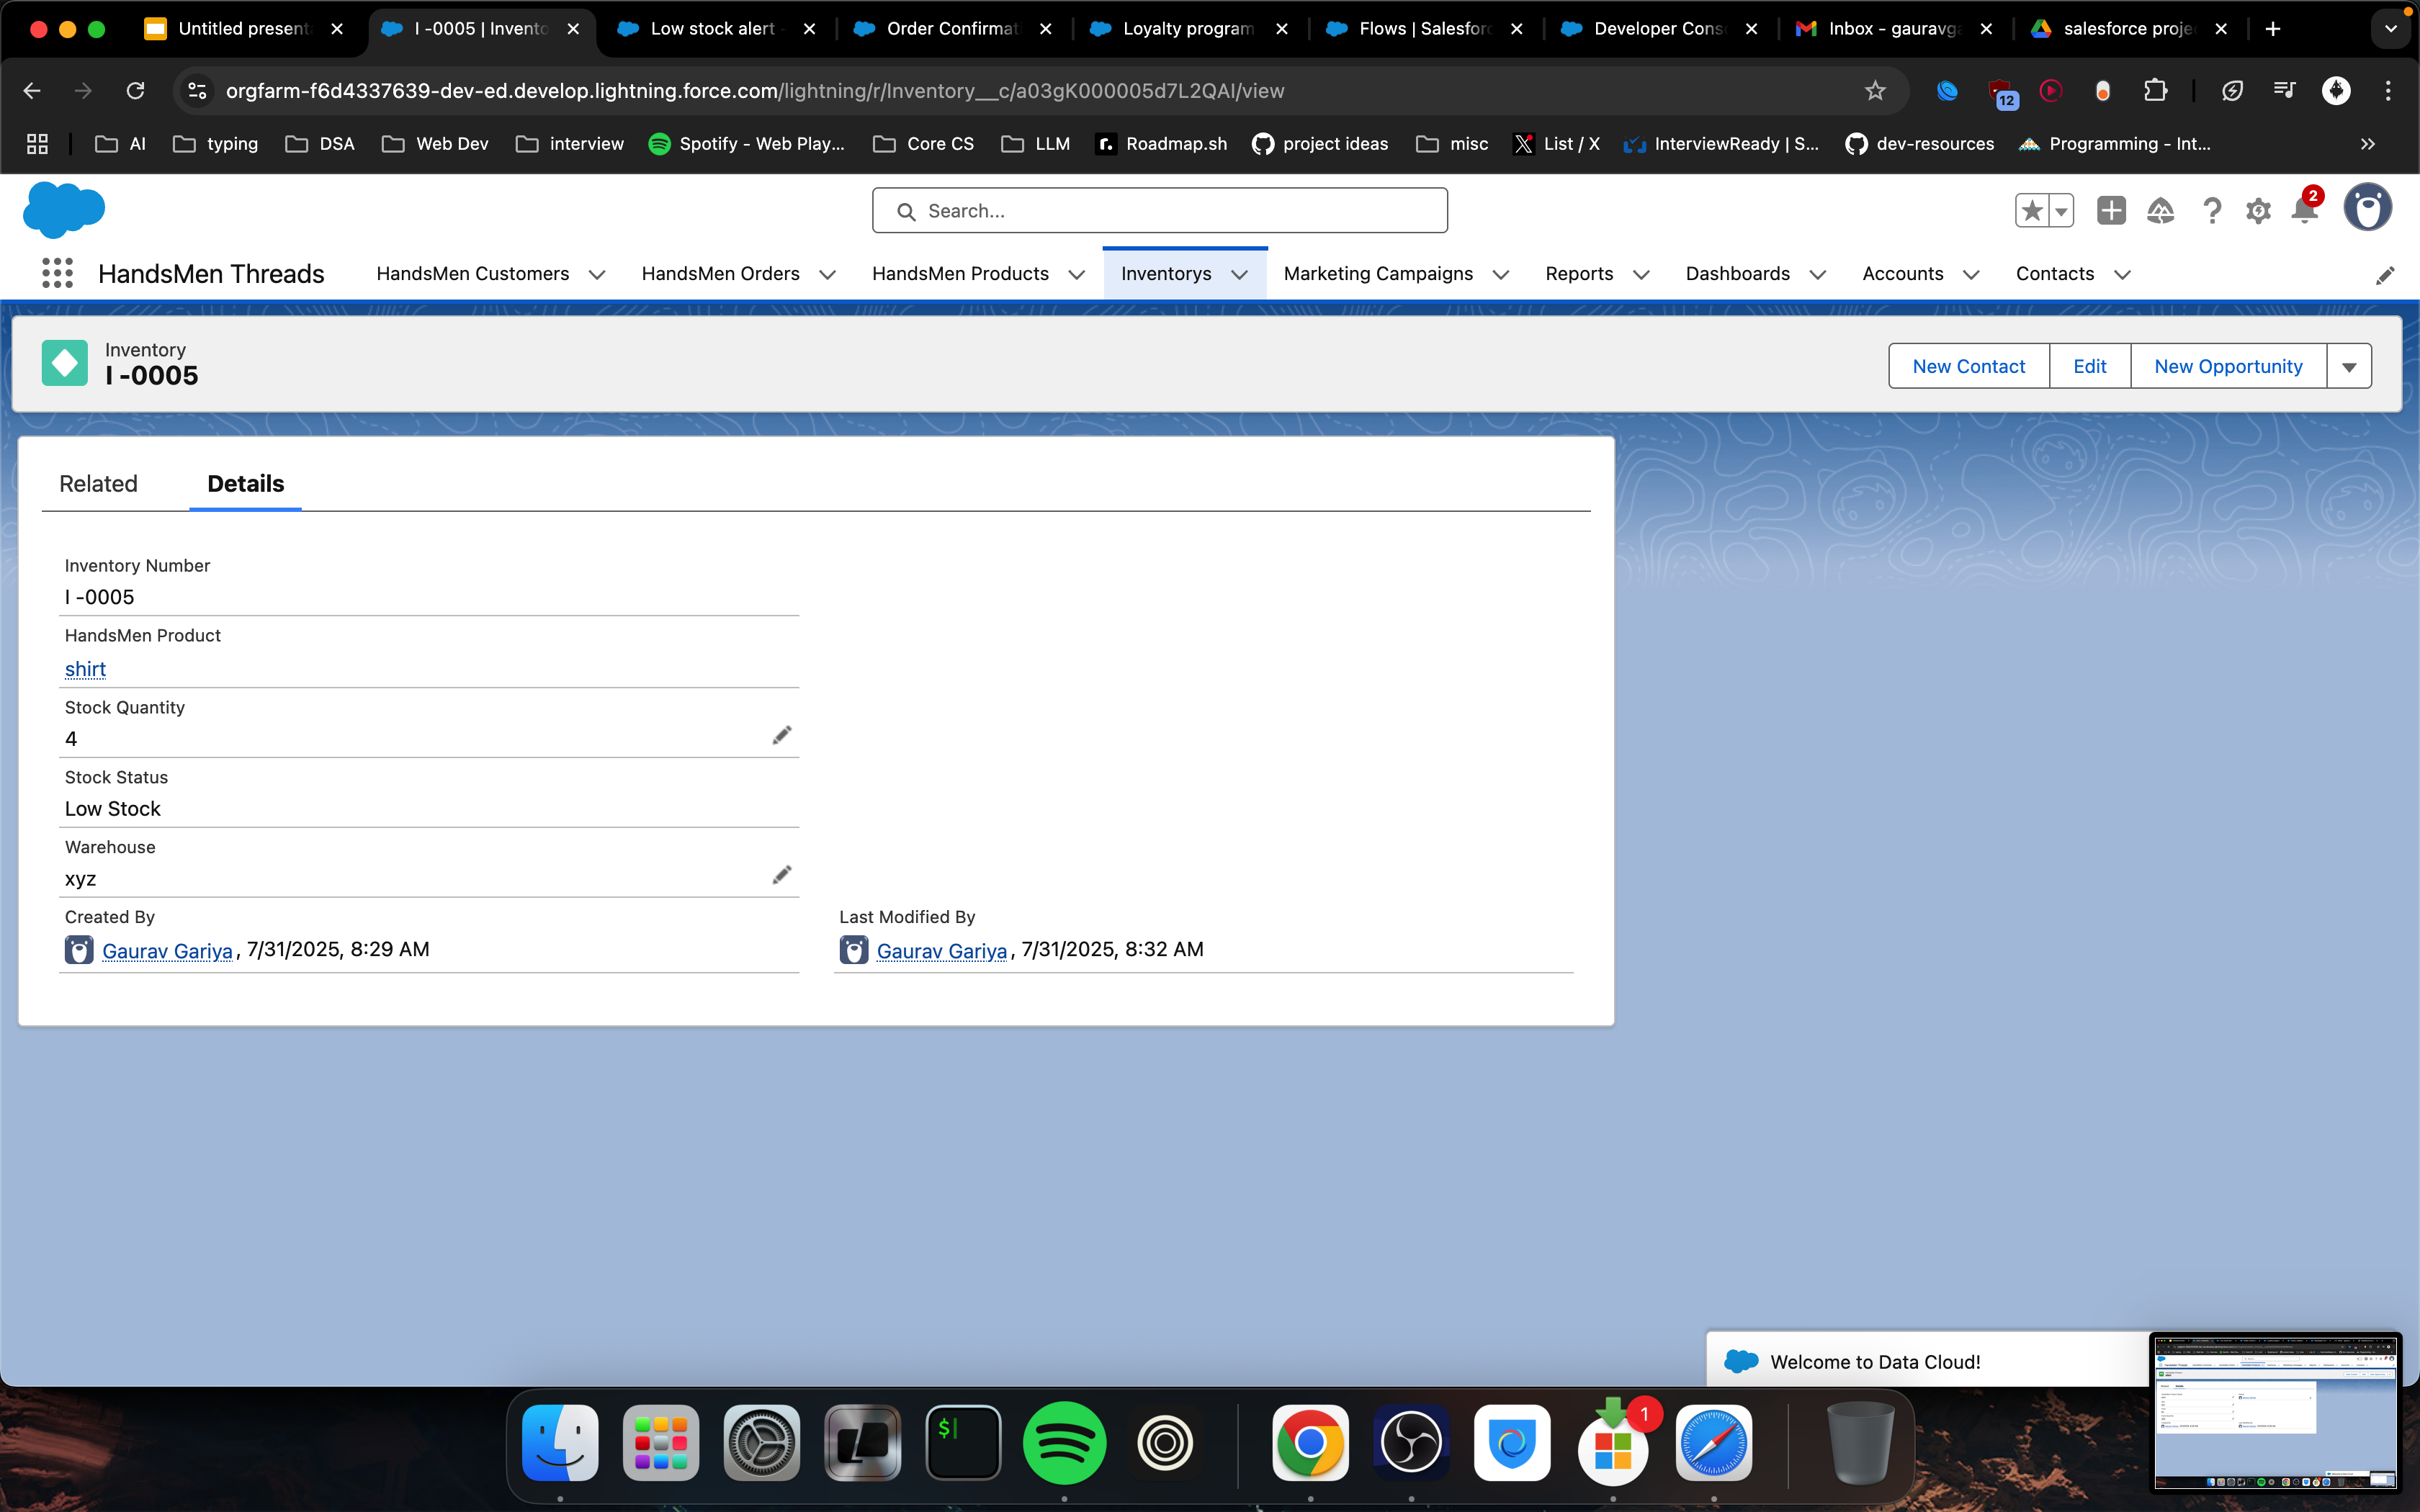 Untitled present
I -0005 | Invento
Low stock alert -
Order Confirmat
Loyalty program
Flows | Salesforc
Developer Cons
Inbox - gauravga
salesforce projec
orgfarm-f6d4337639-dev-ed.develop.lightning.force.com/lightning/r/Inventory__c/a03gK000005d7L2QAI/view
12
AI
typing
DSA
Web Dev
interview
Spotify - Web Play...
Core CS
LLM
r.
Roadmap.sh
project ideas
misc
List / X
InterviewReady | S...
dev-resources
Programming - Int...
Search...
2
HandsMen Threads
HandsMen Customers
HandsMen Orders
HandsMen Products
Inventorys
Marketing Campaigns
Reports
Dashboards
Accounts
Contacts
Inventory
I -0005
New Contact
Edit
New Opportunity
Related
Details
Inventory Number
I -0005
HandsMen Product
shirt
Stock Quantity
4
Stock Status
Low Stock
Warehouse
xyz
Created By
Gaurav Gariya, 7/31/2025, 8:29 AM
Last Modified By
Gaurav Gariya, 7/31/2025, 8:32 AM
Welcome to Data Cloud!
$
1